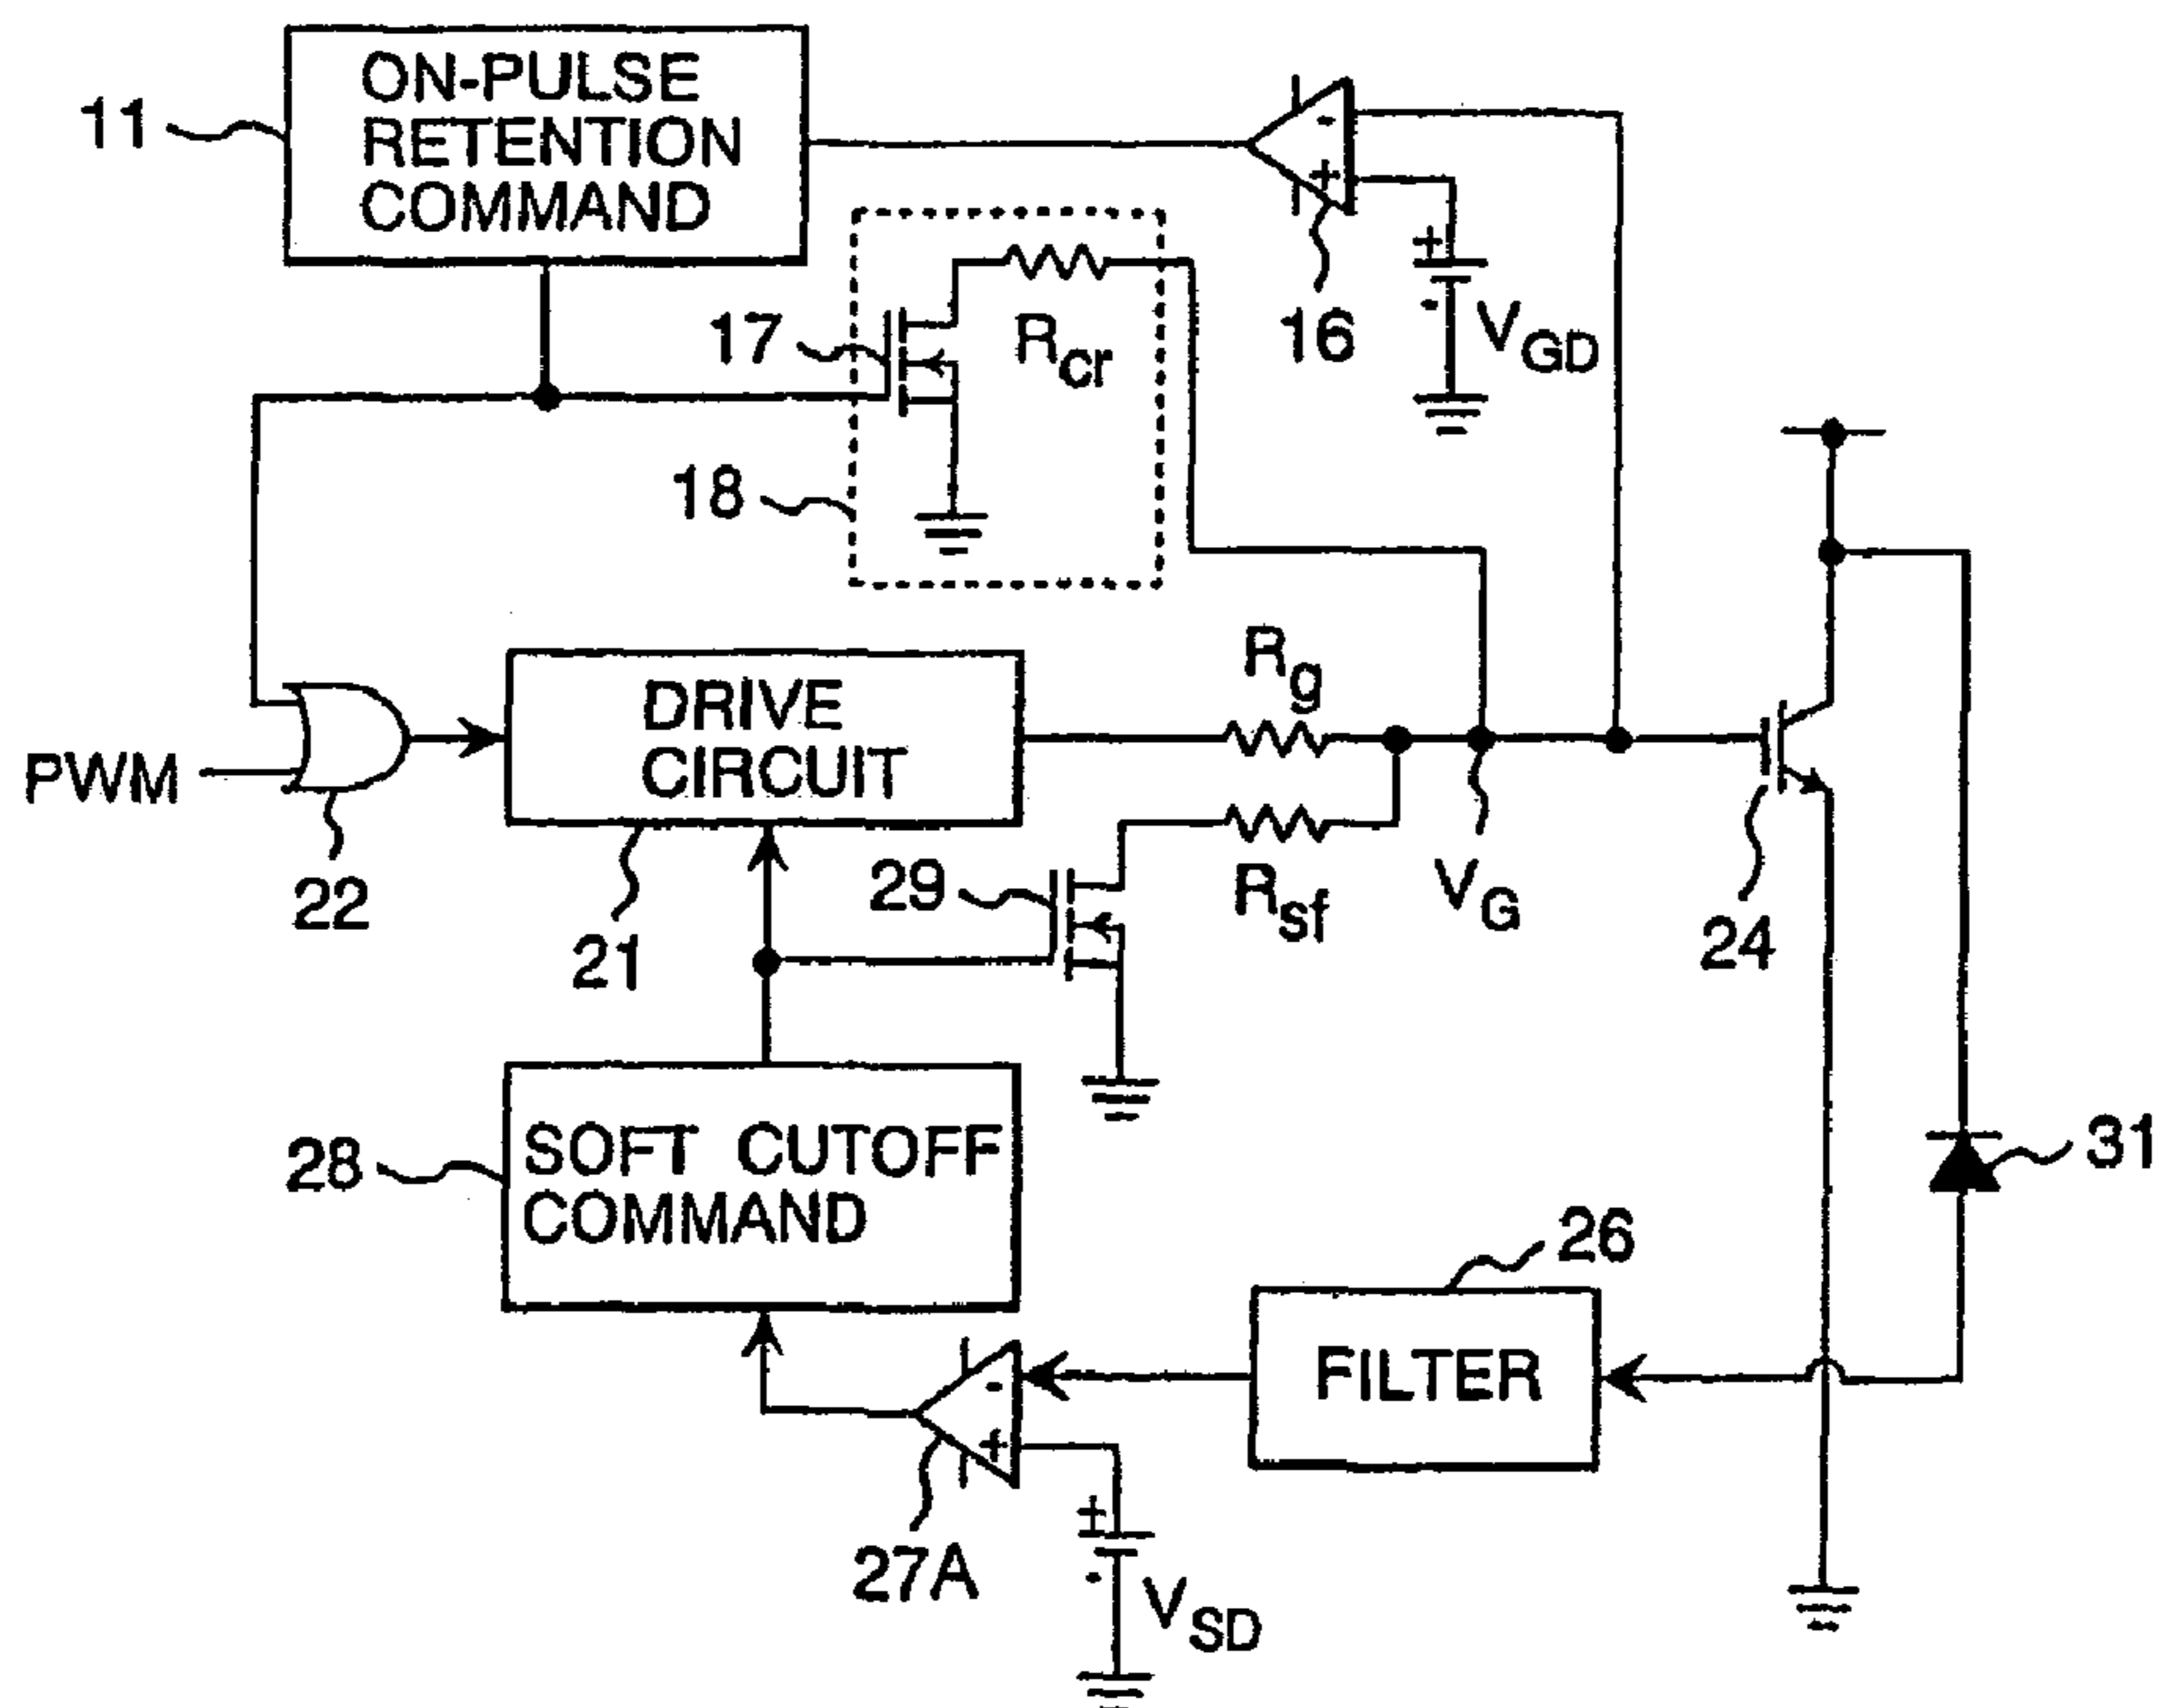 ON-PULSE
RETENTION
COMMAND
11
-
+
16
+
-
VGD
17
Rcr
18
PWM
22
DRIVE
CIRCUIT
21
Rg
Rsf
VG
24
29
28
SOFT CUTOFF
COMMAND
31
26
FILTER
-
+
27A
+
-
VSD